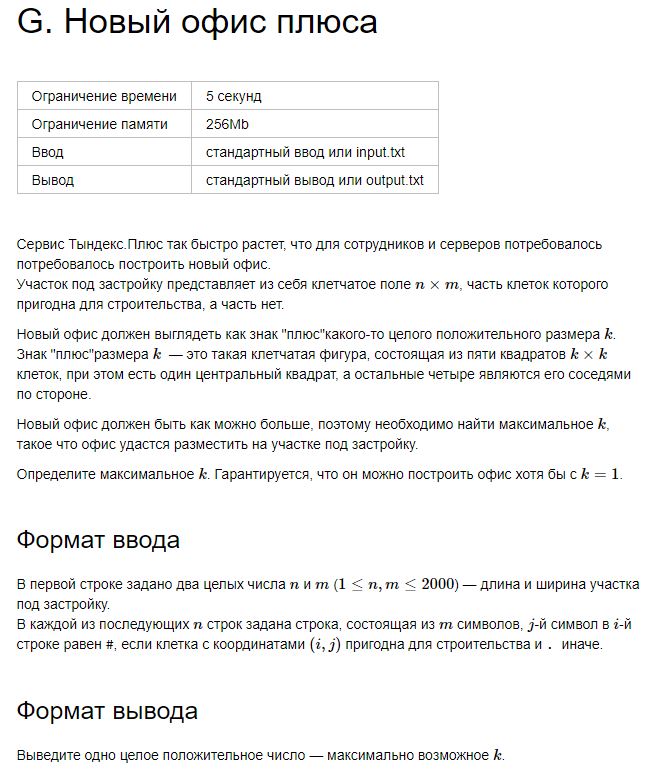 G. Новый офис плюса
Ограничение времени 5 секунд
Ограничение памяти 256Mb
Ввод стандартный ввод или input.txt
Вывод стандартный вывод или output.txt
Сервис Тындекс.Плюс так быстро растет, что для сотрудников и серверов потребовалось
потребовалось построить новый офис.
Участок под застройку представляет из себя клетчатое поле n × m, часть клеток которого
пригодна для строительства, а часть нет.
Новый офис должен выглядеть как знак "плюс"какого-то целого положительного размера k.
Знак "плюс"размера k — это такая клетчатая фигура, состоящая из пяти квадратов k × k
клеток, при этом есть один центральный квадрат, а остальные четыре являются его соседями
по стороне.
Новый офис должен быть как можно больше, поэтому необходимо найти максимальное k,
такое что офис удастся разместить на участке под застройку.
Определите максимальное k. Гарантируется, что он можно построить офис хотя бы с k = 1.
Формат ввода
В первой строке задано два целых числа n и m (1 ≤ n, m ≤ 2000) — длина и ширина участка
под застройку.
В каждой из последующих n строк задана строка, состоящая из m символов, j-й символ в i-й
строке равен #, если клетка с координатами (i, j) пригодна для строительства и . иначе.
Формат вывода
Выведите одно целое положительное число — максимально возможное k.